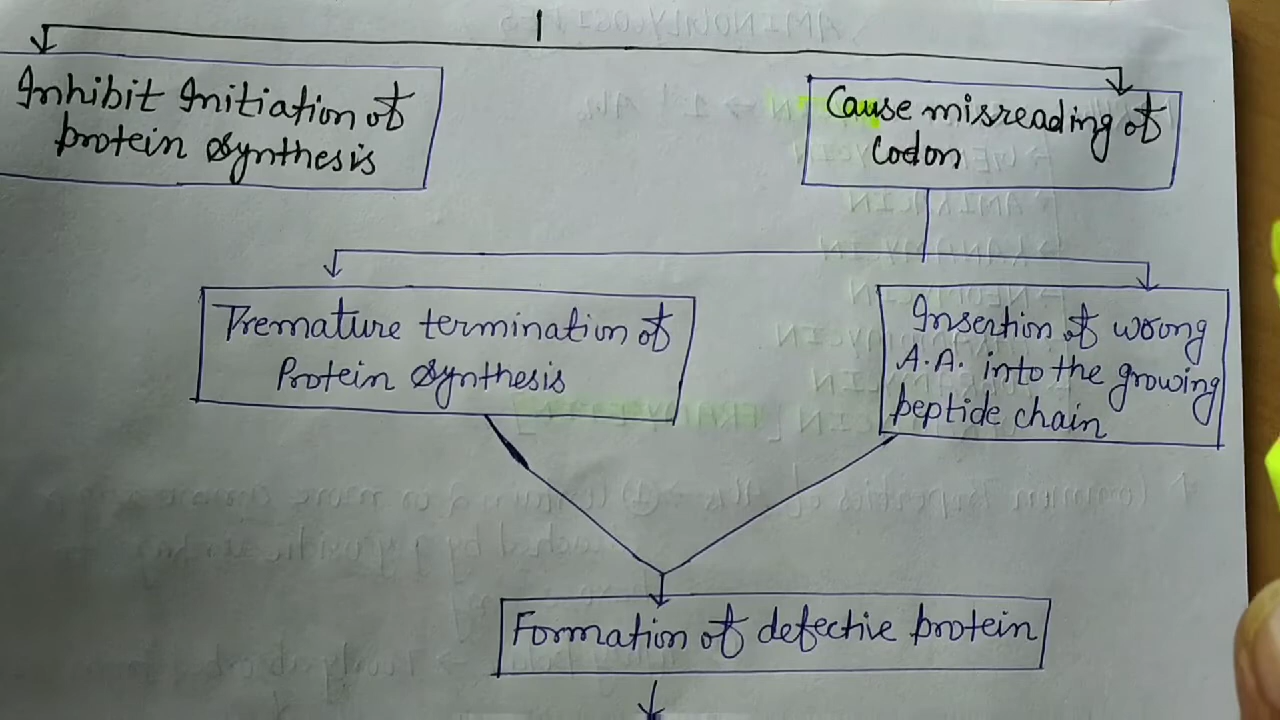 Inhibit Initiation of
protein synthesis
Cause misreading of
Codon
Premature termination of
Protein synthesis
Insertion of wrong
A.A. into the growing
peptide chain
Formation of defective protein